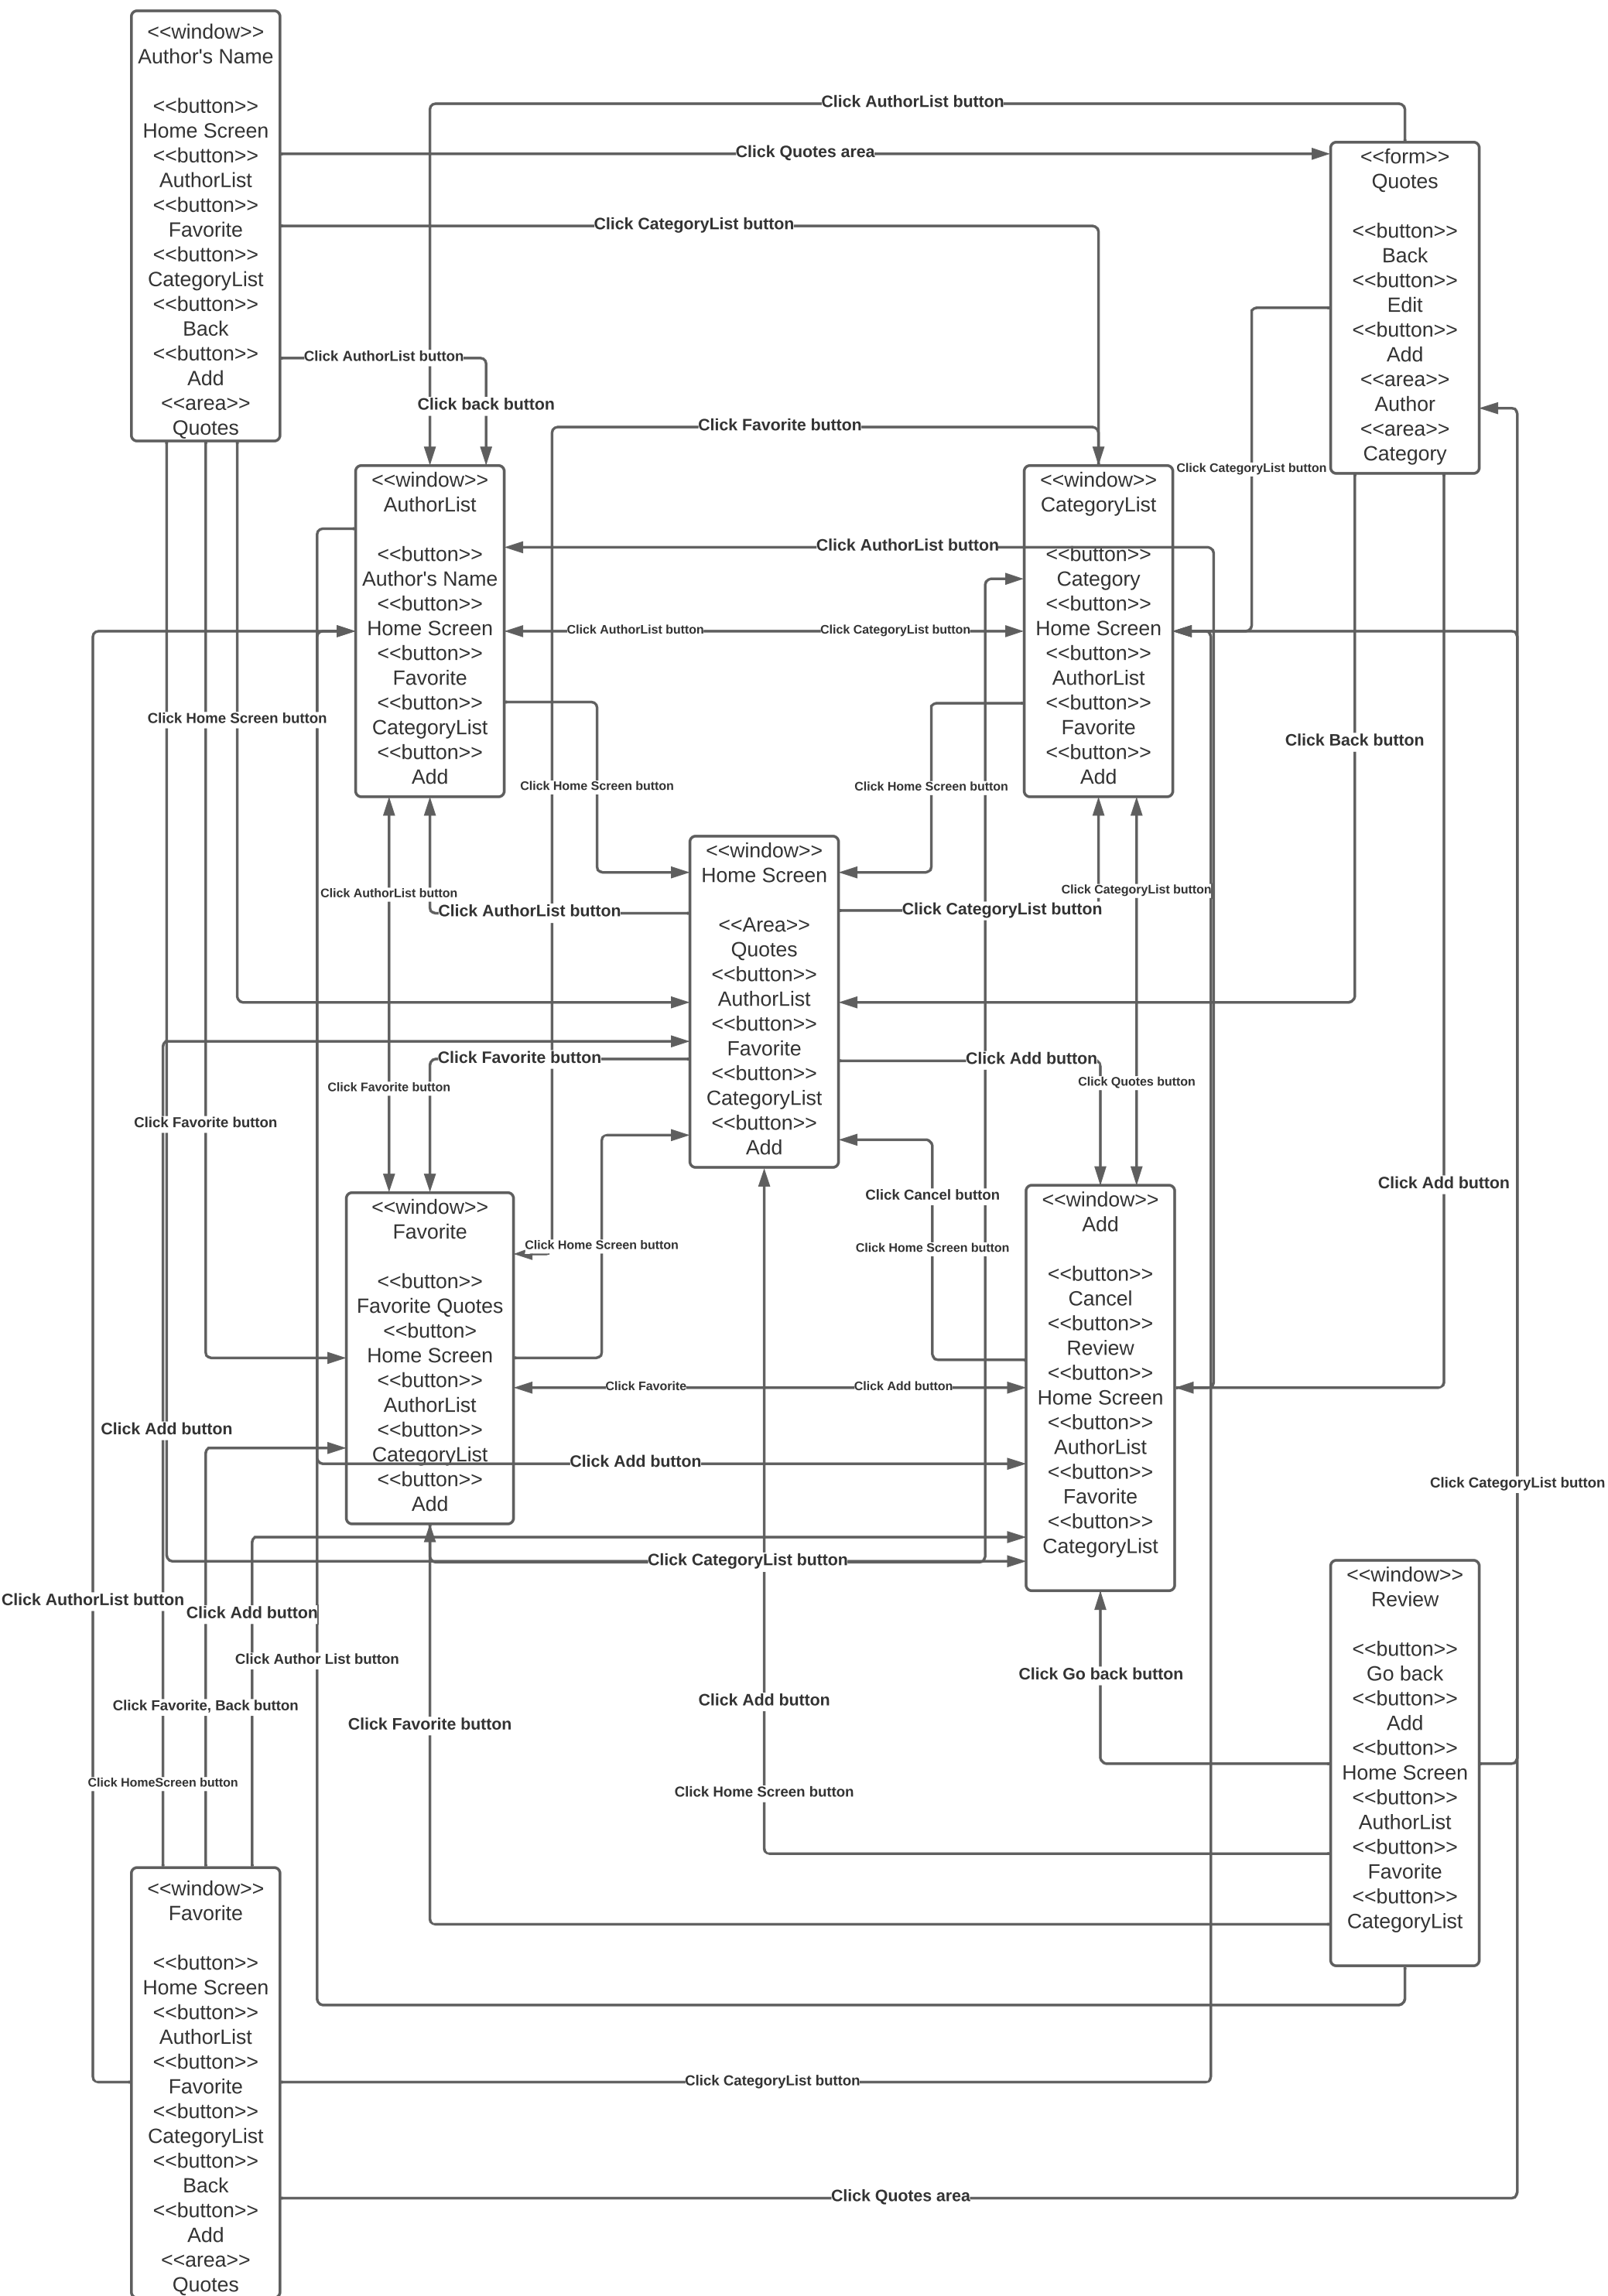 <<window>>
Author's Name
<<button>>
Home Screen
<<button>>
AuthorList
<<button>>
Favorite
<<button>>
CategoryList
<<button>>
Back
<<button>>
Add
<<area>>
Quotes
Click AuthorList button
Click Quotes area
Click CategoryList button
Click AuthorList button
Click back button
Click Favorite button
<<form>>
Quotes
<<button>>
Back
<<button>>
Edit
<<button>>
Add
<<area>>
Author
<<area>>
Category
Click CategoryList button
<<window>>
AuthorList
<<button>>
Author's Name
<<button>>
Home Screen
<<button>>
Favorite
<<button>>
CategoryList
<<button>>
Add
Click AuthorList button
Click AuthorList button
Click CategoryList button
<<window>>
CategoryList
<<button>>
Category
<<button>>
Home Screen
<<button>>
AuthorList
<<button>>
Favorite
<<button>>
Add
Click Home Screen button
Click Back button
Click Home Screen button
Click Home Screen button
Click AuthorList button
Click AuthorList button
Click CategoryList button
Click CategoryList button
<<window>>
Home Screen
<<Area>>
Quotes
<<button>>
AuthorList
<<button>>
Favorite
<<button>>
CategoryList
<<button>>
Add
Click Favorite button
Click Favorite button
Click Favorite button
Click Add button
Click Quotes button
Click Cancel button
Click Home Screen button
Click Home Screen button
Click Add button
<<window>>
Favorite
<<button>>
Favorite Quotes
<<button>
Home Screen
<<button>>
AuthorList
<<button>>
CategoryList
<<button>>
Add
Click Favorite
Click Add button
<<window>>
Add
<<button>>
Cancel
<<button>>
Review
<<button>>
Home Screen
<<button>>
AuthorList
<<button>>
Favorite
<<button>>
CategoryList
Click Add button
Click Add button
Click CategoryList button
Click CategoryList button
Click AuthorList button
Click Add button
Click Author List button
Click Favorite, Back button
Click Favorite button
Click HomeScreen button
Click Go back button
Click Add button
Click Home Screen button
<<window>>
Review
<<button>>
Go back
<<button>>
Add
<<button>>
Home Screen
<<button>>
AuthorList
<<button>>
Favorite
<<button>>
CategoryList
<<window>>
Favorite
<<button>>
Home Screen
<<button>>
AuthorList
<<button>>
Favorite
<<button>>
CategoryList
<<button>>
Back
<<button>>
Add
<<area>>
Quotes
Click CategoryList button
Click Quotes area